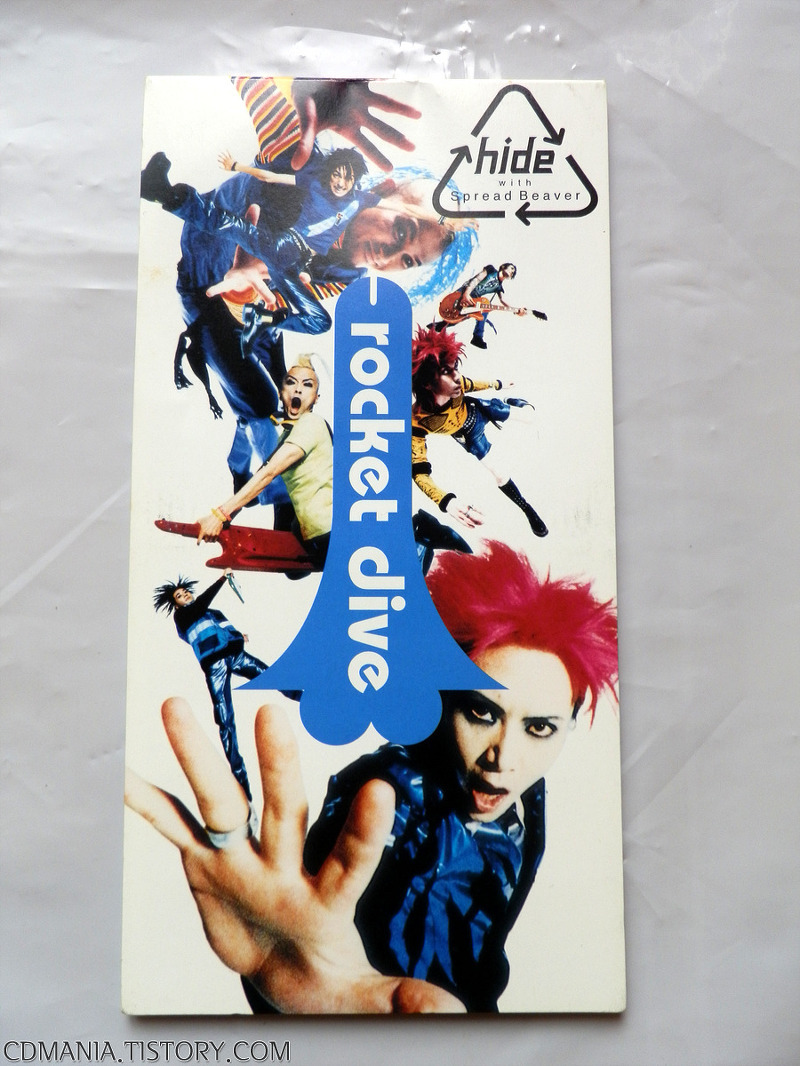 hide
with
Spread Beaver
rocket dive
CDMANIA.TISTORY.COM